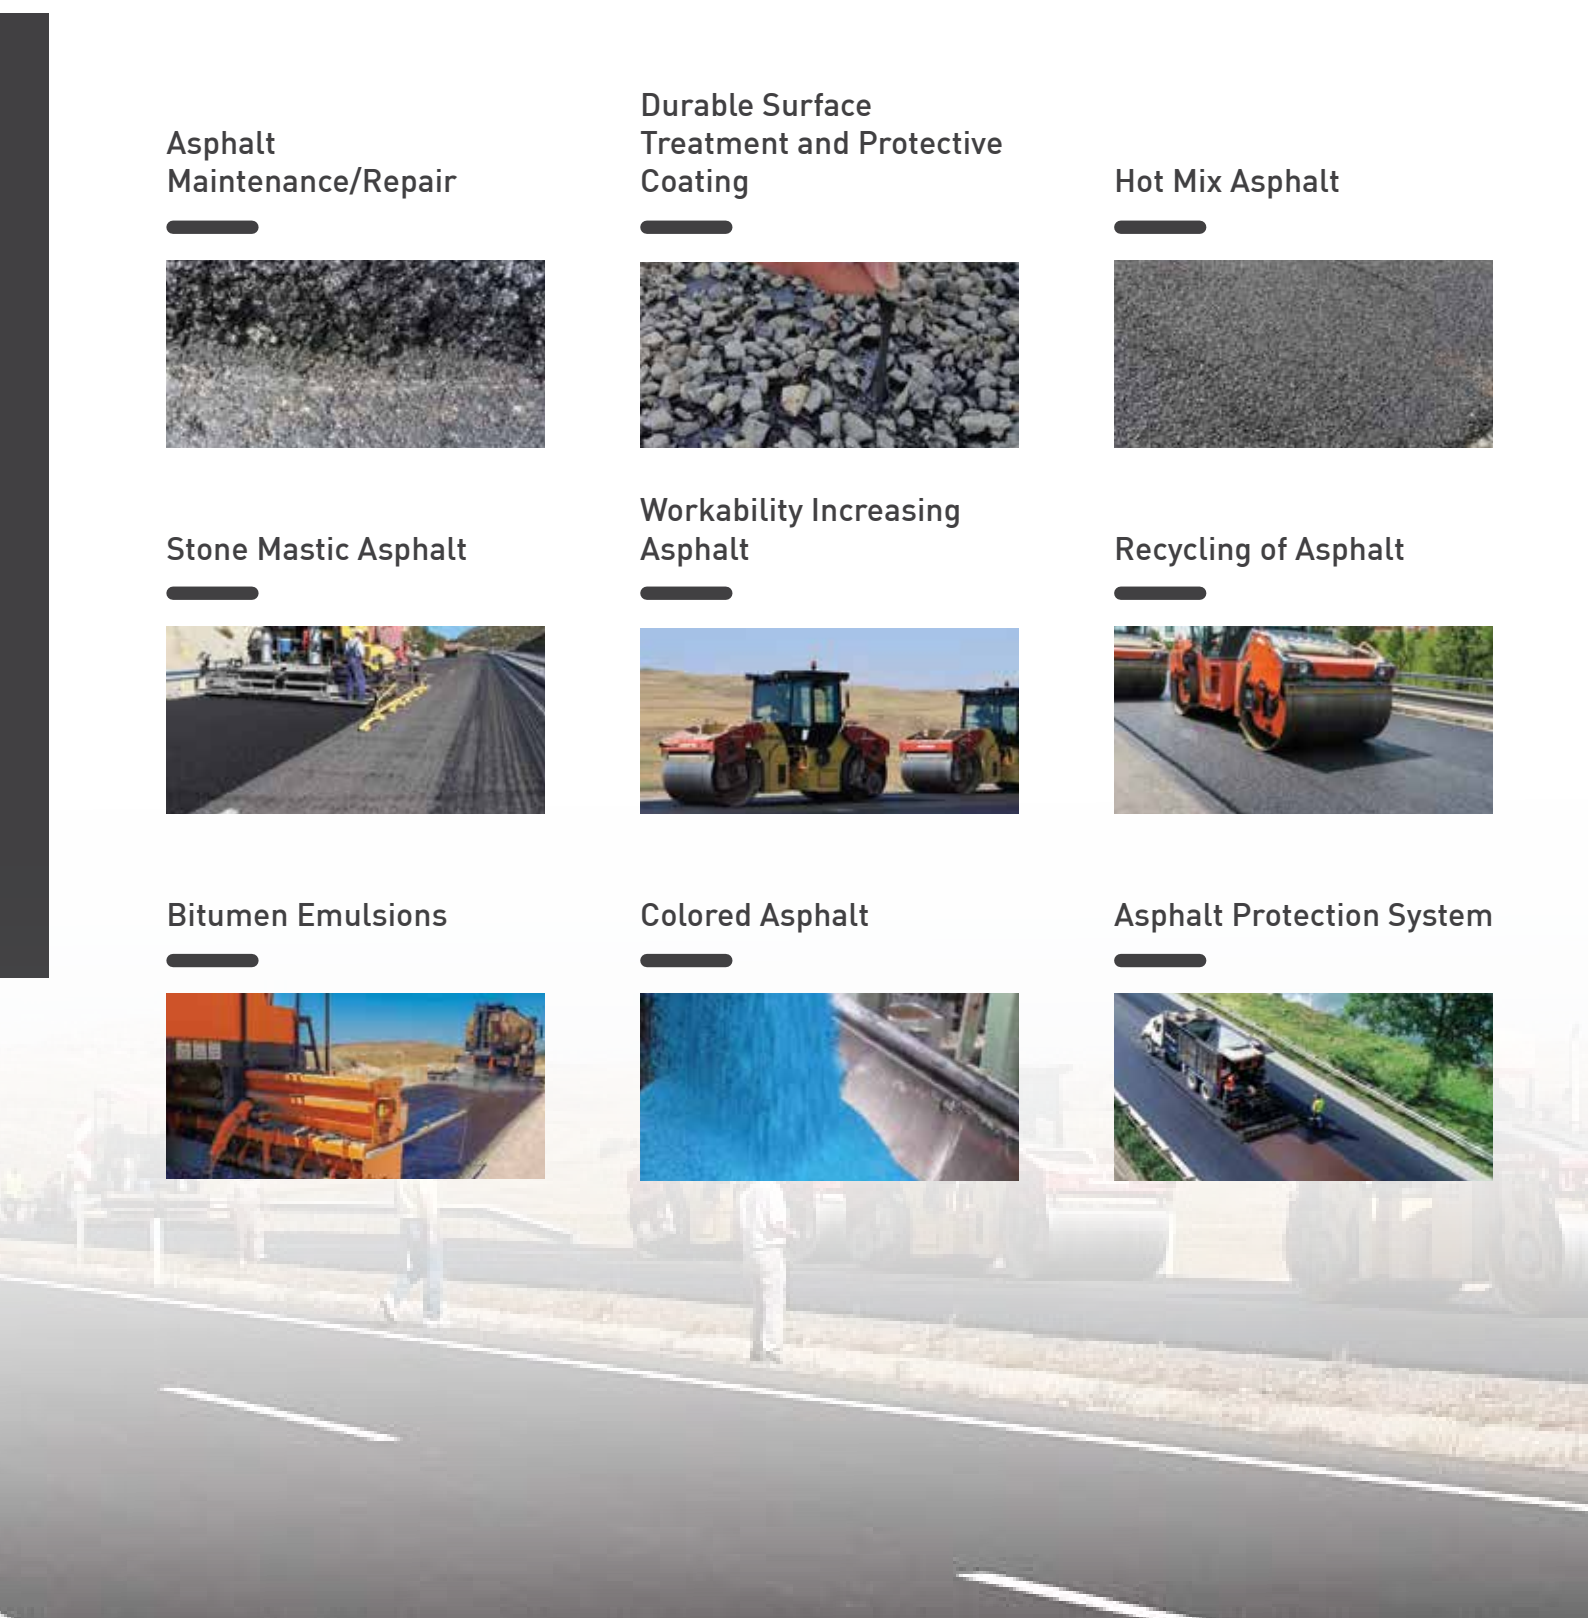 Asphalt
Maintenance/Repair
Durable Surface
Treatment and Protective
Coating
Hot Mix Asphalt
Stone Mastic Asphalt
Workability Increasing
Asphalt
Recycling of Asphalt
Bitumen Emulsions
Colored Asphalt
Asphalt Protection System